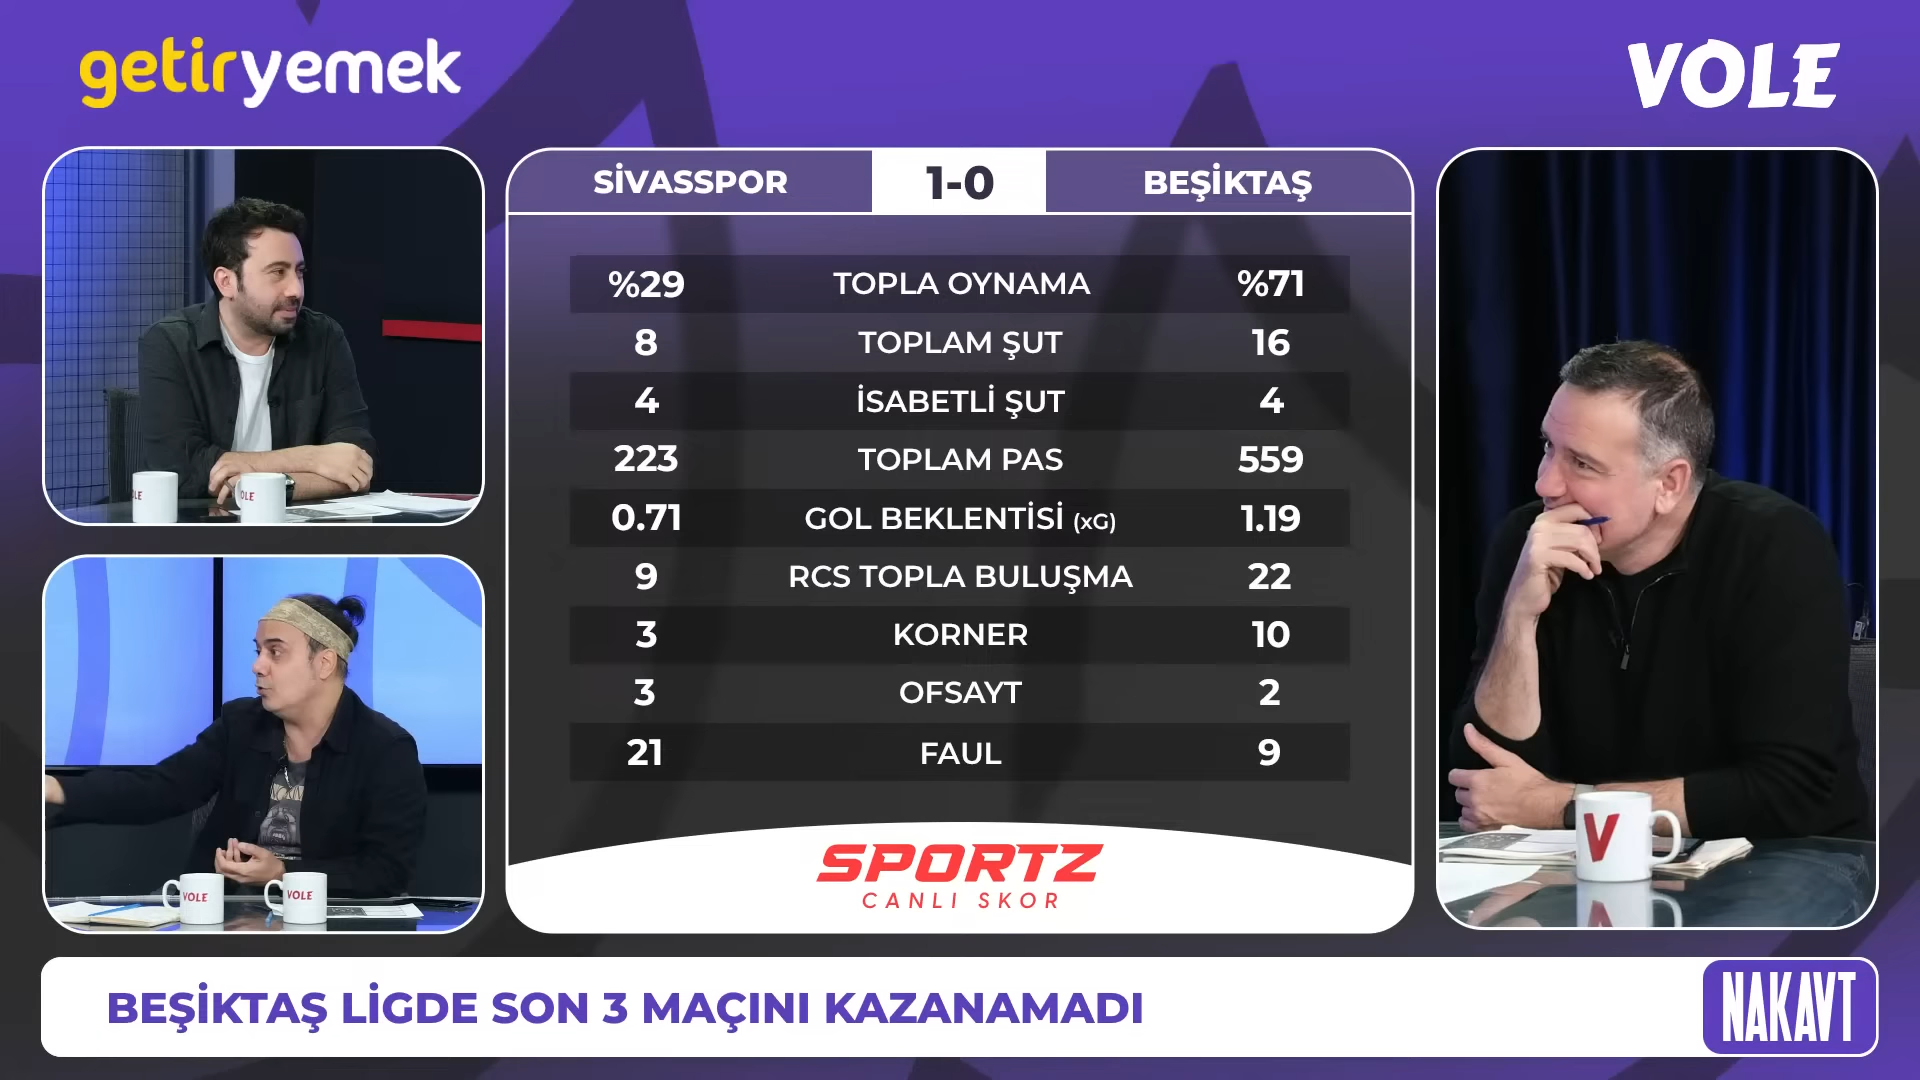 getiryemek
VOLE
SİVASSPOR 1-0 BEŞİKTAŞ
%29 TOPLA OYNAMA %71
8 TOPLAM ŞUT 16
4 İSABETLİ ŞUT 4
223 TOPLAM PAS 559
0.71 GOL BEKLENTİSİ (xG) 1.19
9 RCS TOPLA BULUŞMA 22
3 KORNER 10
3 OFSAYT 2
21 FAUL 9
SPORTZ
CANLI SKOR
VOLE
VOLE
V
BEŞİKTAŞ LİGDE SON 3 MAÇINI KAZANAMADI
NAKAVT